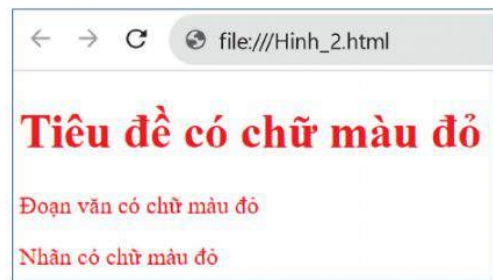 file:///Hinh_2.html
Tiêu đề có chữ màu đỏ
Đoạn văn có chữ màu đỏ
Nhãn có chữ màu đỏ